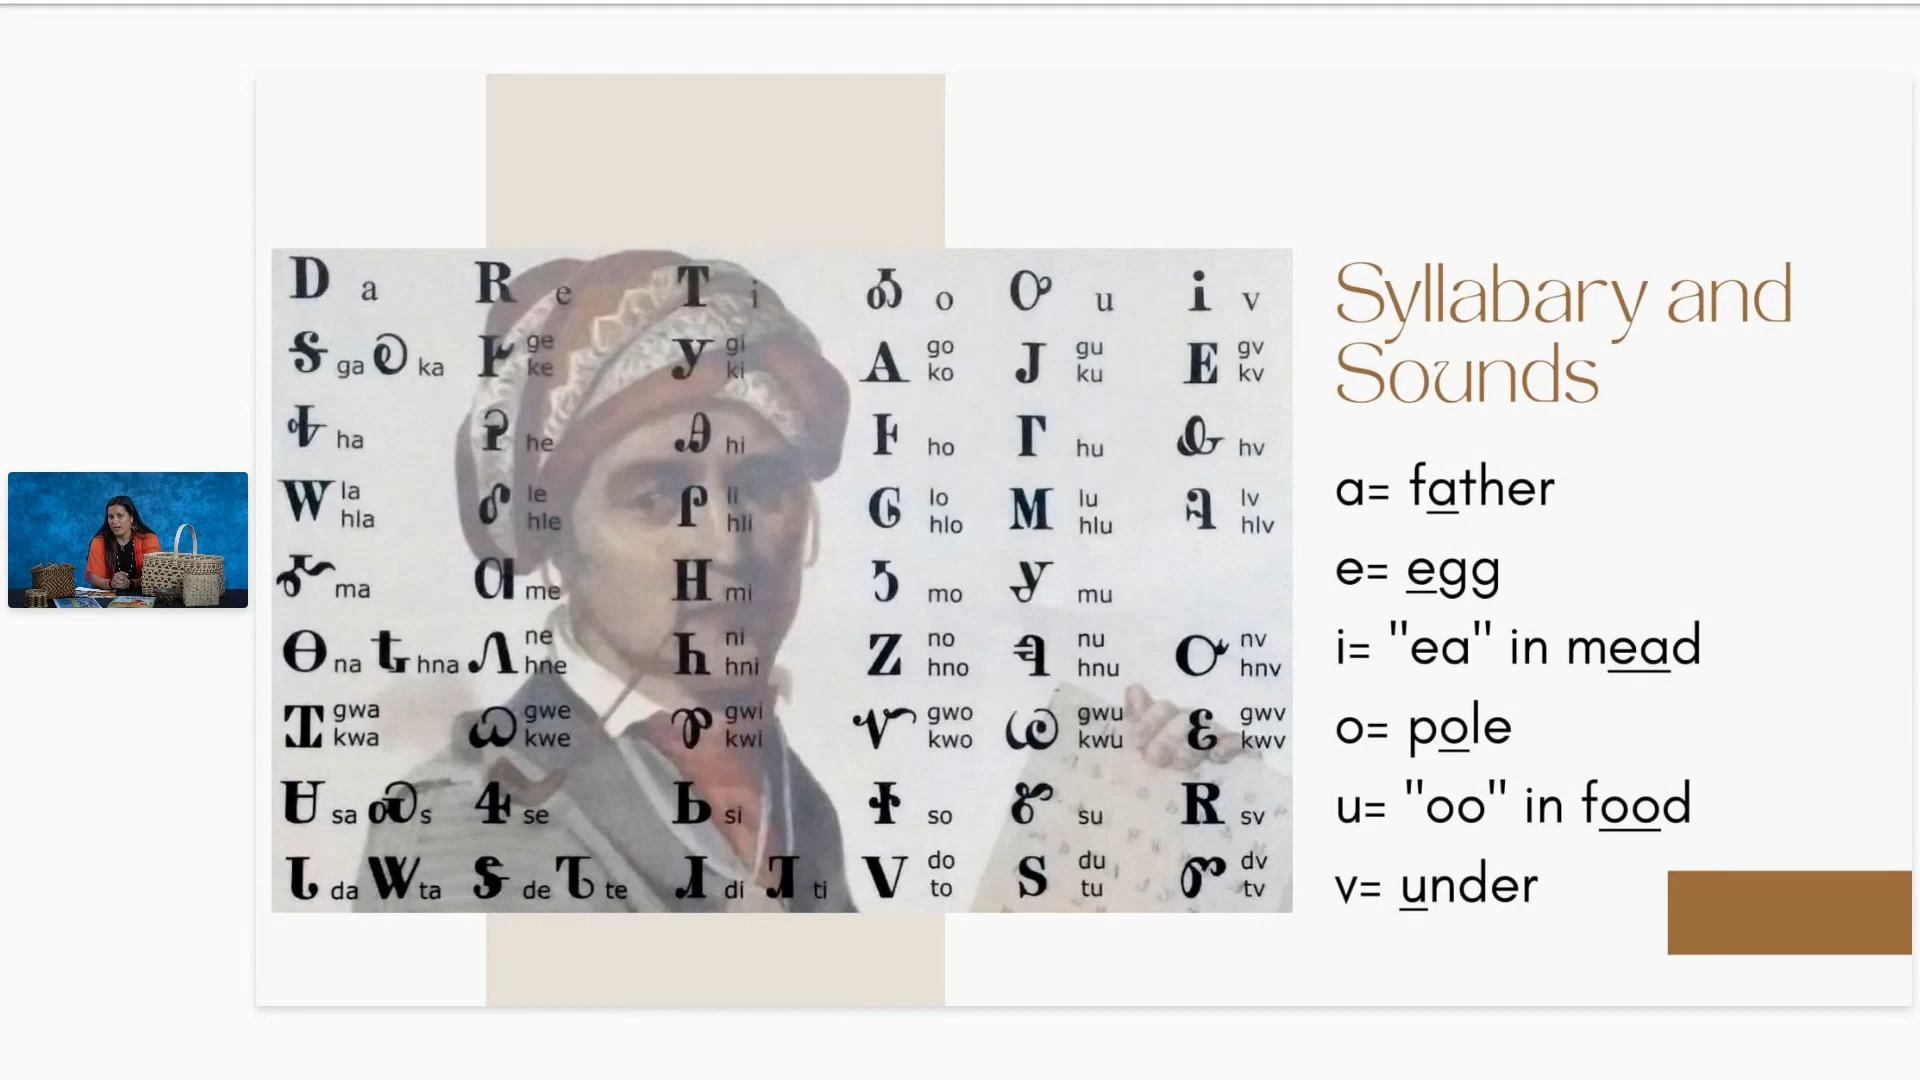 Ꭰ a Ꭱ e Ꭲ i Ꭳ o Ꭴ u Ꭵ v
Ꭶ ga Ꭷ ka Ꭸ ge ke Ꭹ gi ki Ꭺ go ko Ꭻ gu ku Ꭼ gv kv
Ꭽ ha Ꭾ he Ꭿ hi Ꮀ ho Ꮁ hu Ꮂ hv
Ꮃ la hla Ꮄ le hle Ꮅ li hli Ꮆ lo hlo Ꮇ lu hlu Ꮈ lv hlv
Ꮉ ma Ꮊ me Ꮋ mi Ꮌ mo Ꮍ mu
Ꮎ na Ꮏ hna Ꮑ ne hne Ꮒ ni hni Ꮓ no hno Ꮔ nu hnu Ꮕ nv hnv
Ꮖ gwa kwa Ꮗ gwe kwe Ꮘ gwi kwi Ꮙ gwo kwo Ꮚ gwu kwu Ꮛ gwv kwv
Ꮜ sa Ꮝ s Ꮞ se Ꮟ si Ꮠ so Ꮡ su Ꮢ sv
Ꮣ da Ꮤ ta Ꮥ de Ꮦ te Ꮧ di Ꮨ ti Ꮩ do to Ꮪ du tu Ꮫ dv tv
Syllabary and
Sounds
a= father
e= egg
i= "ea" in mead
o= pole
u= "oo" in food
v= under